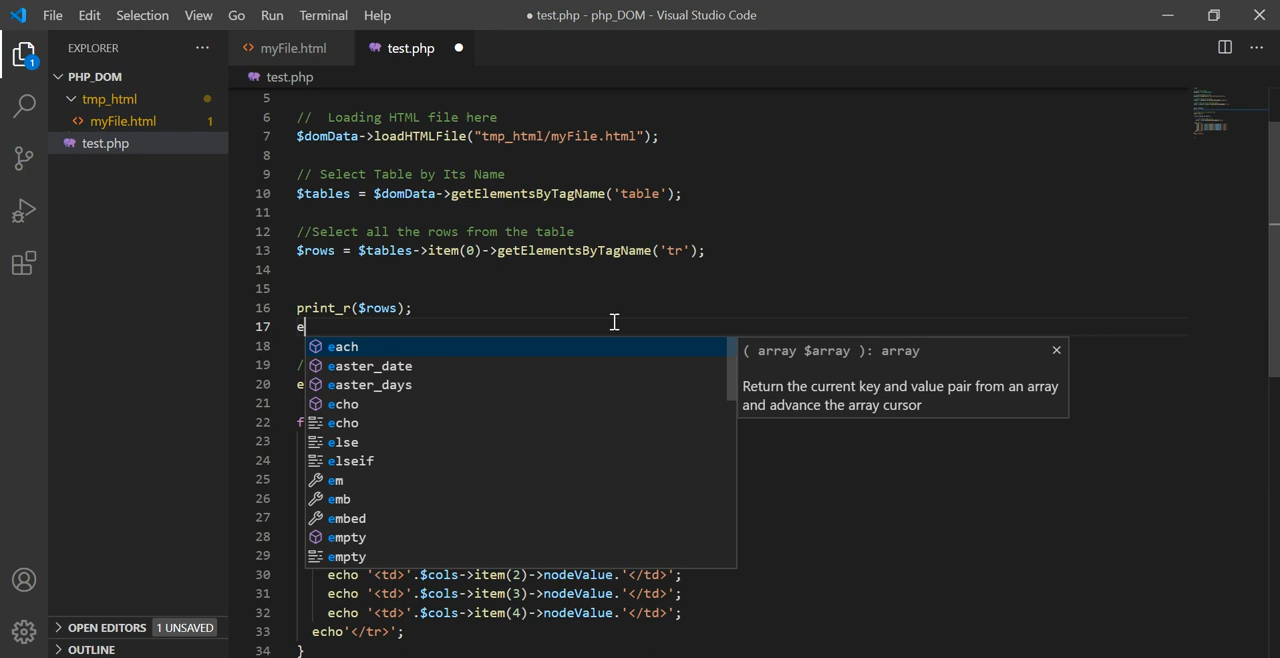 File Edit Selection View Go Run Terminal Help ● test.php - php_DOM - Visual Studio Code
EXPLORER
myFile.html
test.php
1
PHP_DOM
test.php
tmp_html
myFile.html 1
test.php
5
6 // Loading HTML file here
7 $domData->loadHTMLFile("tmp_html/myFile.html");
8
9 // Select Table by Its Name
10 $tables = $domData->getElementsByTagName('table');
11
12 //Select all the rows from the table
13 $rows = $tables->item(0)->getElementsByTagName('tr');
14
15
16 print_r($rows);
17 e
18
19 /
20 e
21
22 f
23
24
25
26
27
28
29
each
easter_date
easter_days
echo
echo
else
elseif
em
emb
embed
empty
empty
( array $array ): array
Return the current key and value pair from an array
and advance the array cursor
30 echo '<td>'.$cols->item(2)->nodeValue.'</td>';
31 echo '<td>'.$cols->item(3)->nodeValue.'</td>';
32 echo '<td>'.$cols->item(4)->nodeValue.'</td>';
33 echo'</tr>';
34 }
OPEN EDITORS 1 UNSAVED
OUTLINE